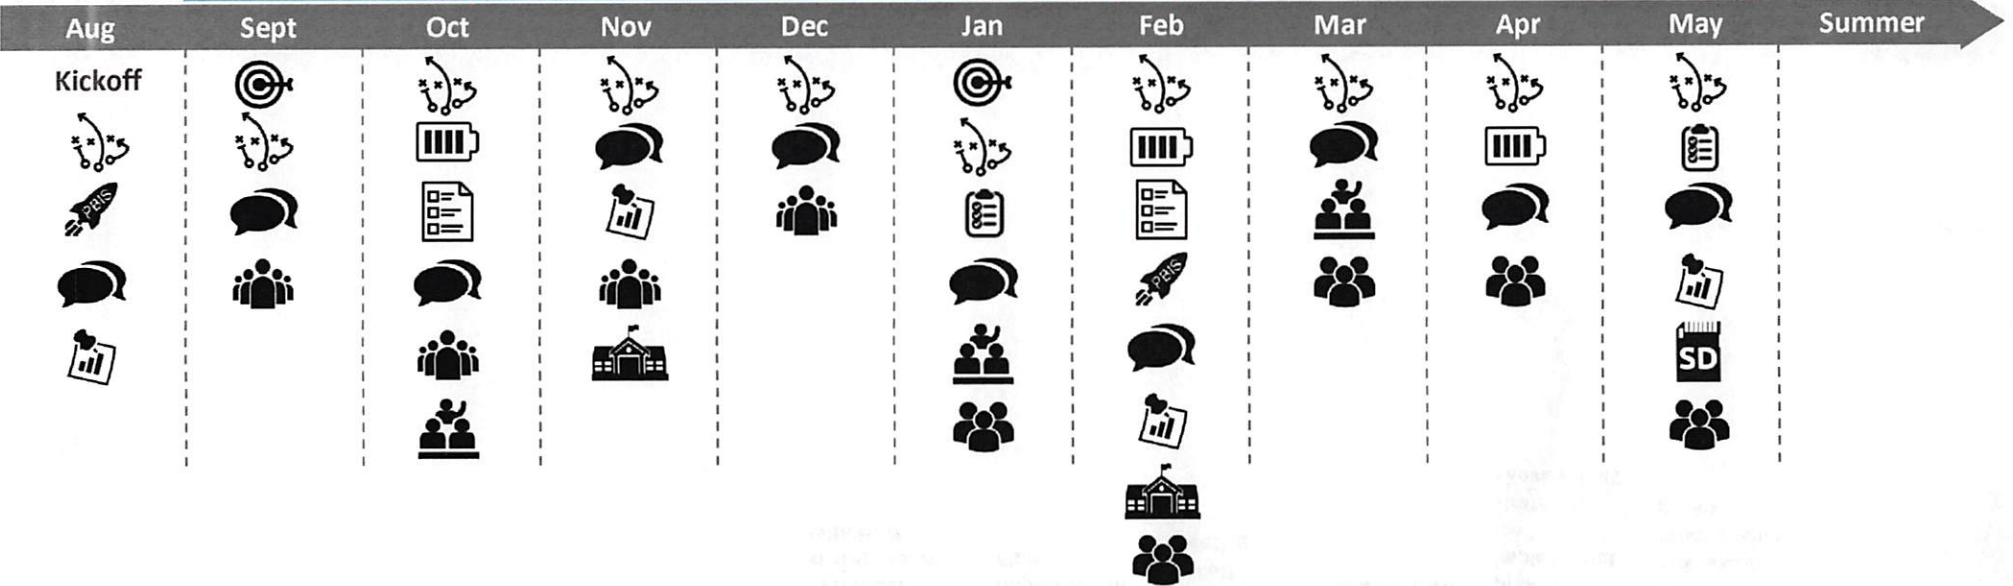 Aug Sept Oct Nov Dec Jan Feb Mar Apr May Summer
Kickoff
PBIS
PBIS
SD